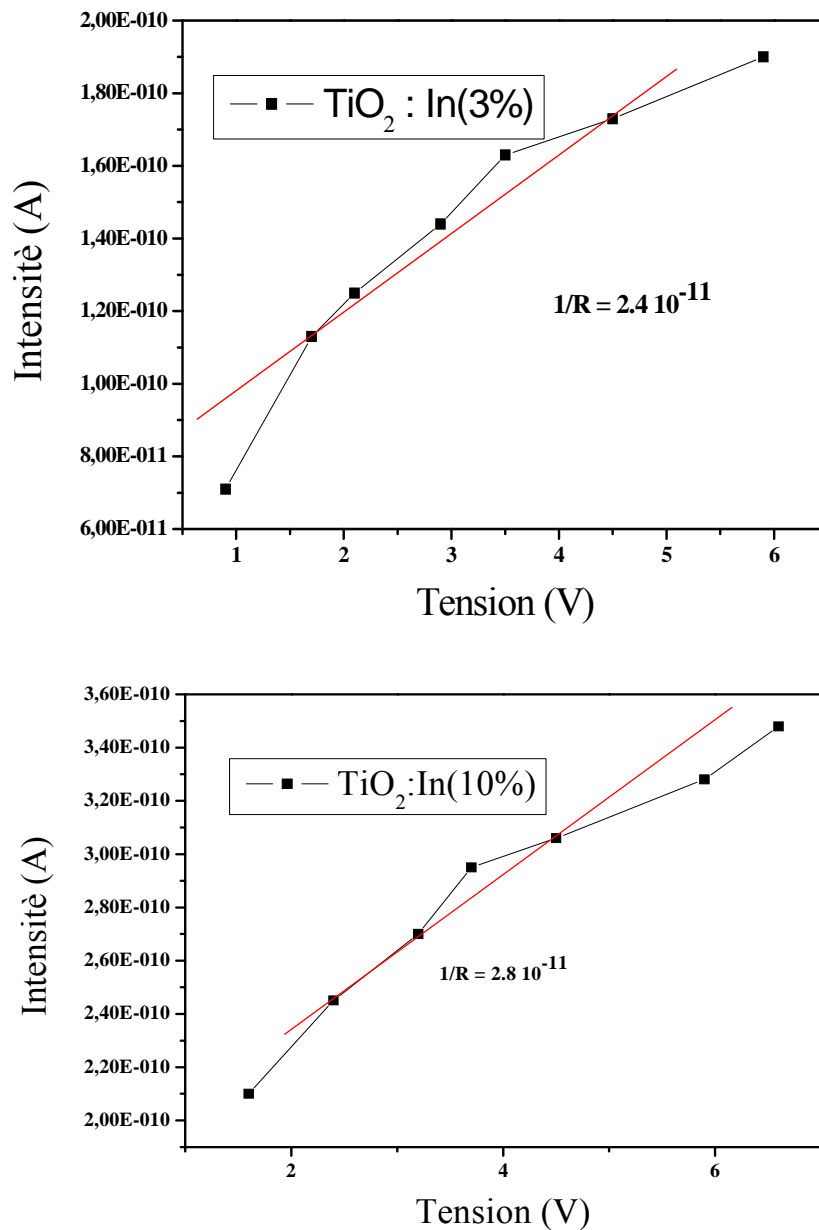 2,00E-010
1,80E-010
1,60E-010
1,40E-010
1,20E-010
1,00E-010
8,00E-011
6,00E-011
Intensitè (A)
TiO2 : In(3%)
1/R = 2.4 10-11
1 2 3 4 5 6
Tension (V)
3,60E-010
3,40E-010
3,20E-010
3,00E-010
2,80E-010
2,60E-010
2,40E-010
2,20E-010
2,00E-010
Intensitè (A)
TiO2:In(10%)
1/R = 2.8 10-11
2 4 6
Tension (V)